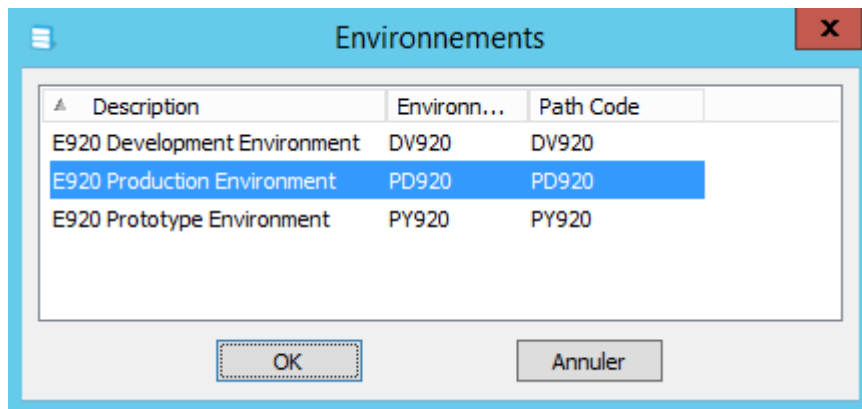 Environnements
x
Description Environn... Path Code
E920 Development Environment DV920 DV920
E920 Production Environment PD920 PD920
E920 Prototype Environment PY920 PY920
OK Annuler